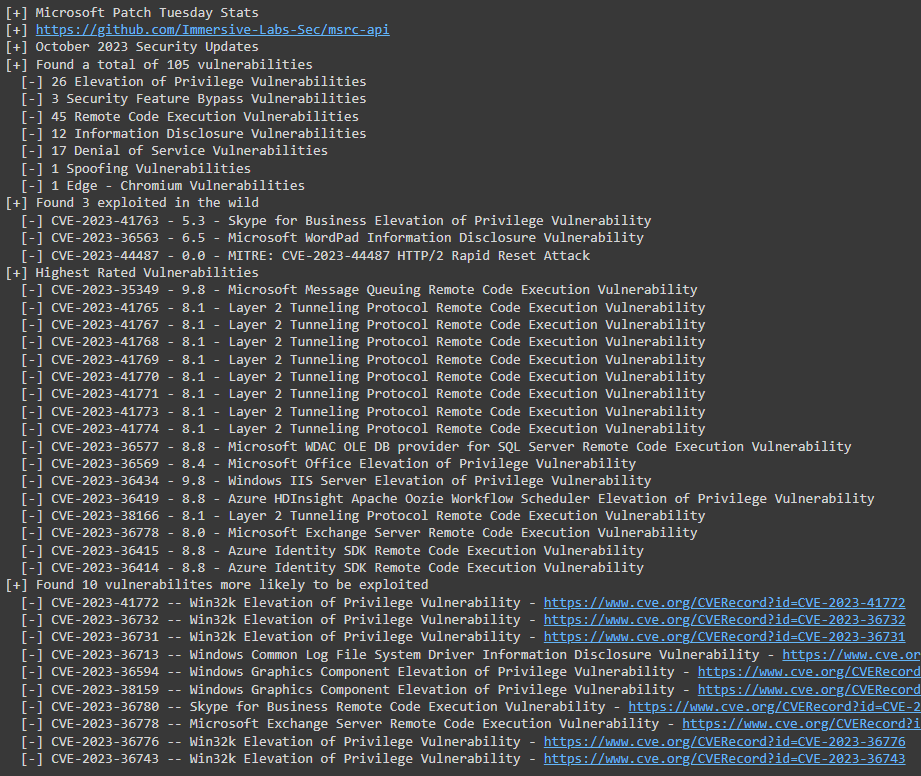 [+] Microsoft Patch Tuesday Stats
[+] https://github.com/Immersive-Labs-Sec/msrc-api
[+] October 2023 Security Updates
[+] Found a total of 105 vulnerabilities
[-] 26 Elevation of Privilege Vulnerabilities
[-] 3 Security Feature Bypass Vulnerabilities
[-] 45 Remote Code Execution Vulnerabilities
[-] 12 Information Disclosure Vulnerabilities
[-] 17 Denial of Service Vulnerabilities
[-] 1 Spoofing Vulnerabilities
[-] 1 Edge - Chromium Vulnerabilities
[+] Found 3 exploited in the wild
[-] CVE-2023-41763 - 5.3 - Skype for Business Elevation of Privilege Vulnerability
[-] CVE-2023-36563 - 6.5 - Microsoft WordPad Information Disclosure Vulnerability
[-] CVE-2023-44487 - 0.0 - MITRE: CVE-2023-44487 HTTP/2 Rapid Reset Attack
[+] Highest Rated Vulnerabilities
[-] CVE-2023-35349 - 9.8 - Microsoft Message Queuing Remote Code Execution Vulnerability
[-] CVE-2023-41765 - 8.1 - Layer 2 Tunneling Protocol Remote Code Execution Vulnerability
[-] CVE-2023-41767 - 8.1 - Layer 2 Tunneling Protocol Remote Code Execution Vulnerability
[-] CVE-2023-41768 - 8.1 - Layer 2 Tunneling Protocol Remote Code Execution Vulnerability
[-] CVE-2023-41769 - 8.1 - Layer 2 Tunneling Protocol Remote Code Execution Vulnerability
[-] CVE-2023-41770 - 8.1 - Layer 2 Tunneling Protocol Remote Code Execution Vulnerability
[-] CVE-2023-41771 - 8.1 - Layer 2 Tunneling Protocol Remote Code Execution Vulnerability
[-] CVE-2023-41773 - 8.1 - Layer 2 Tunneling Protocol Remote Code Execution Vulnerability
[-] CVE-2023-41774 - 8.1 - Layer 2 Tunneling Protocol Remote Code Execution Vulnerability
[-] CVE-2023-36577 - 8.8 - Microsoft WDAC OLE DB provider for SQL Server Remote Code Execution Vulnerability
[-] CVE-2023-36569 - 8.4 - Microsoft Office Elevation of Privilege Vulnerability
[-] CVE-2023-36434 - 9.8 - Windows IIS Server Elevation of Privilege Vulnerability
[-] CVE-2023-36419 - 8.8 - Azure HDInsight Apache Oozie Workflow Scheduler Elevation of Privilege Vulnerability
[-] CVE-2023-38166 - 8.1 - Layer 2 Tunneling Protocol Remote Code Execution Vulnerability
[-] CVE-2023-36778 - 8.0 - Microsoft Exchange Server Remote Code Execution Vulnerability
[-] CVE-2023-36415 - 8.8 - Azure Identity SDK Remote Code Execution Vulnerability
[-] CVE-2023-36414 - 8.8 - Azure Identity SDK Remote Code Execution Vulnerability
[+] Found 10 vulnerabilites more likely to be exploited
[-] CVE-2023-41772 -- Win32k Elevation of Privilege Vulnerability - https://www.cve.org/CVERecord?id=CVE-2023-41772
[-] CVE-2023-36732 -- Win32k Elevation of Privilege Vulnerability - https://www.cve.org/CVERecord?id=CVE-2023-36732
[-] CVE-2023-36731 -- Win32k Elevation of Privilege Vulnerability - https://www.cve.org/CVERecord?id=CVE-2023-36731
[-] CVE-2023-36713 -- Windows Common Log File System Driver Information Disclosure Vulnerability - https://www.cve.or
[-] CVE-2023-36594 -- Windows Graphics Component Elevation of Privilege Vulnerability - https://www.cve.org/CVERecord
[-] CVE-2023-38159 -- Windows Graphics Component Elevation of Privilege Vulnerability - https://www.cve.org/CVERecord
[-] CVE-2023-36780 -- Skype for Business Remote Code Execution Vulnerability - https://www.cve.org/CVERecord?id=CVE-2
[-] CVE-2023-36778 -- Microsoft Exchange Server Remote Code Execution Vulnerability - https://www.cve.org/CVERecord?i
[-] CVE-2023-36776 -- Win32k Elevation of Privilege Vulnerability - https://www.cve.org/CVERecord?id=CVE-2023-36776
[-] CVE-2023-36743 -- Win32k Elevation of Privilege Vulnerability - https://www.cve.org/CVERecord?id=CVE-2023-36743